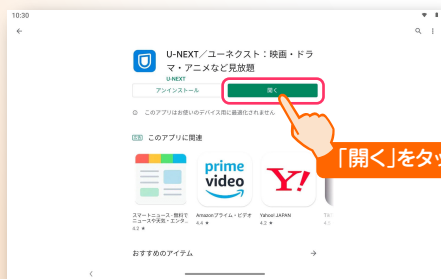 10:30
U-NEXT／ユーネクスト：映画・ドラ
マ・アニメなど見放題
U-NEXT
アンインストール
開く
このアプリはお使いのデバイス用に最適化されません
「開く」をタッ
広告 このアプリに関連
prime
video
Y!
スマートニュース - 無料で
ニュースや天気・エンタ...
4.2 ★
Amazonプライム・ビデオ
4.4 ★
Yahoo! JAPAN
4.2 ★
おすすめのアイテム